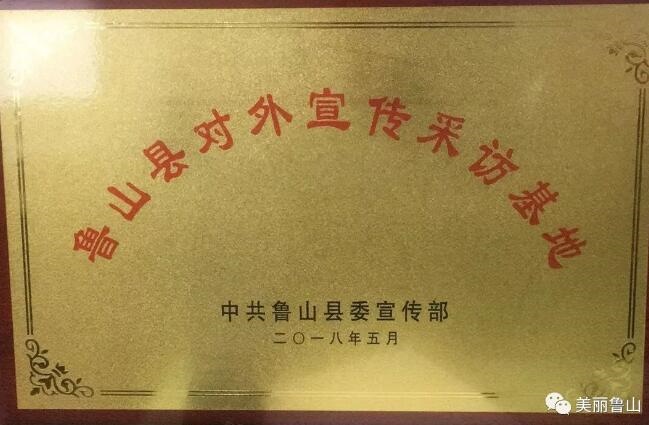 鲁山县对外宣传采访基地
中共鲁山县委宣传部
二〇一八年五月
美丽鲁山